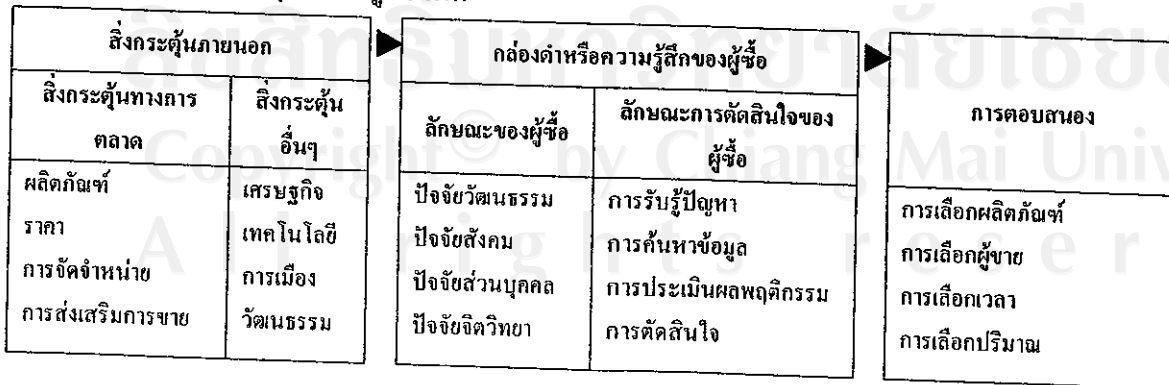 สิ่งกระตุ้นภายนอก
สิ่งกระตุ้นทางการ
ตลาด
สิ่งกระตุ้น
อื่นๆ
ผลิตภัณฑ์
ราคา
การจัดจำหน่าย
การส่งเสริมการขาย
เศรษฐกิจ
เทคโนโลยี
การเมือง
วัฒนธรรม
กล่องดำหรือความรู้สึกของผู้ซื้อ
ลักษณะของผู้ซื้อ
ลักษณะการตัดสินใจของ
ผู้ซื้อ
ปัจจัยวัฒนธรรม
ปัจจัยสังคม
ปัจจัยส่วนบุคคล
ปัจจัยจิตวิทยา
การรับรู้ปัญหา
การค้นหาข้อมูล
การประเมินผลพฤติกรรม
การตัดสินใจ
การตอบสนอง
การเลือกผลิตภัณฑ์
การเลือกผู้ขาย
การเลือกเวลา
การเลือกปริมาณ
Copyright© by Chiang Mai Univ
All rights reser